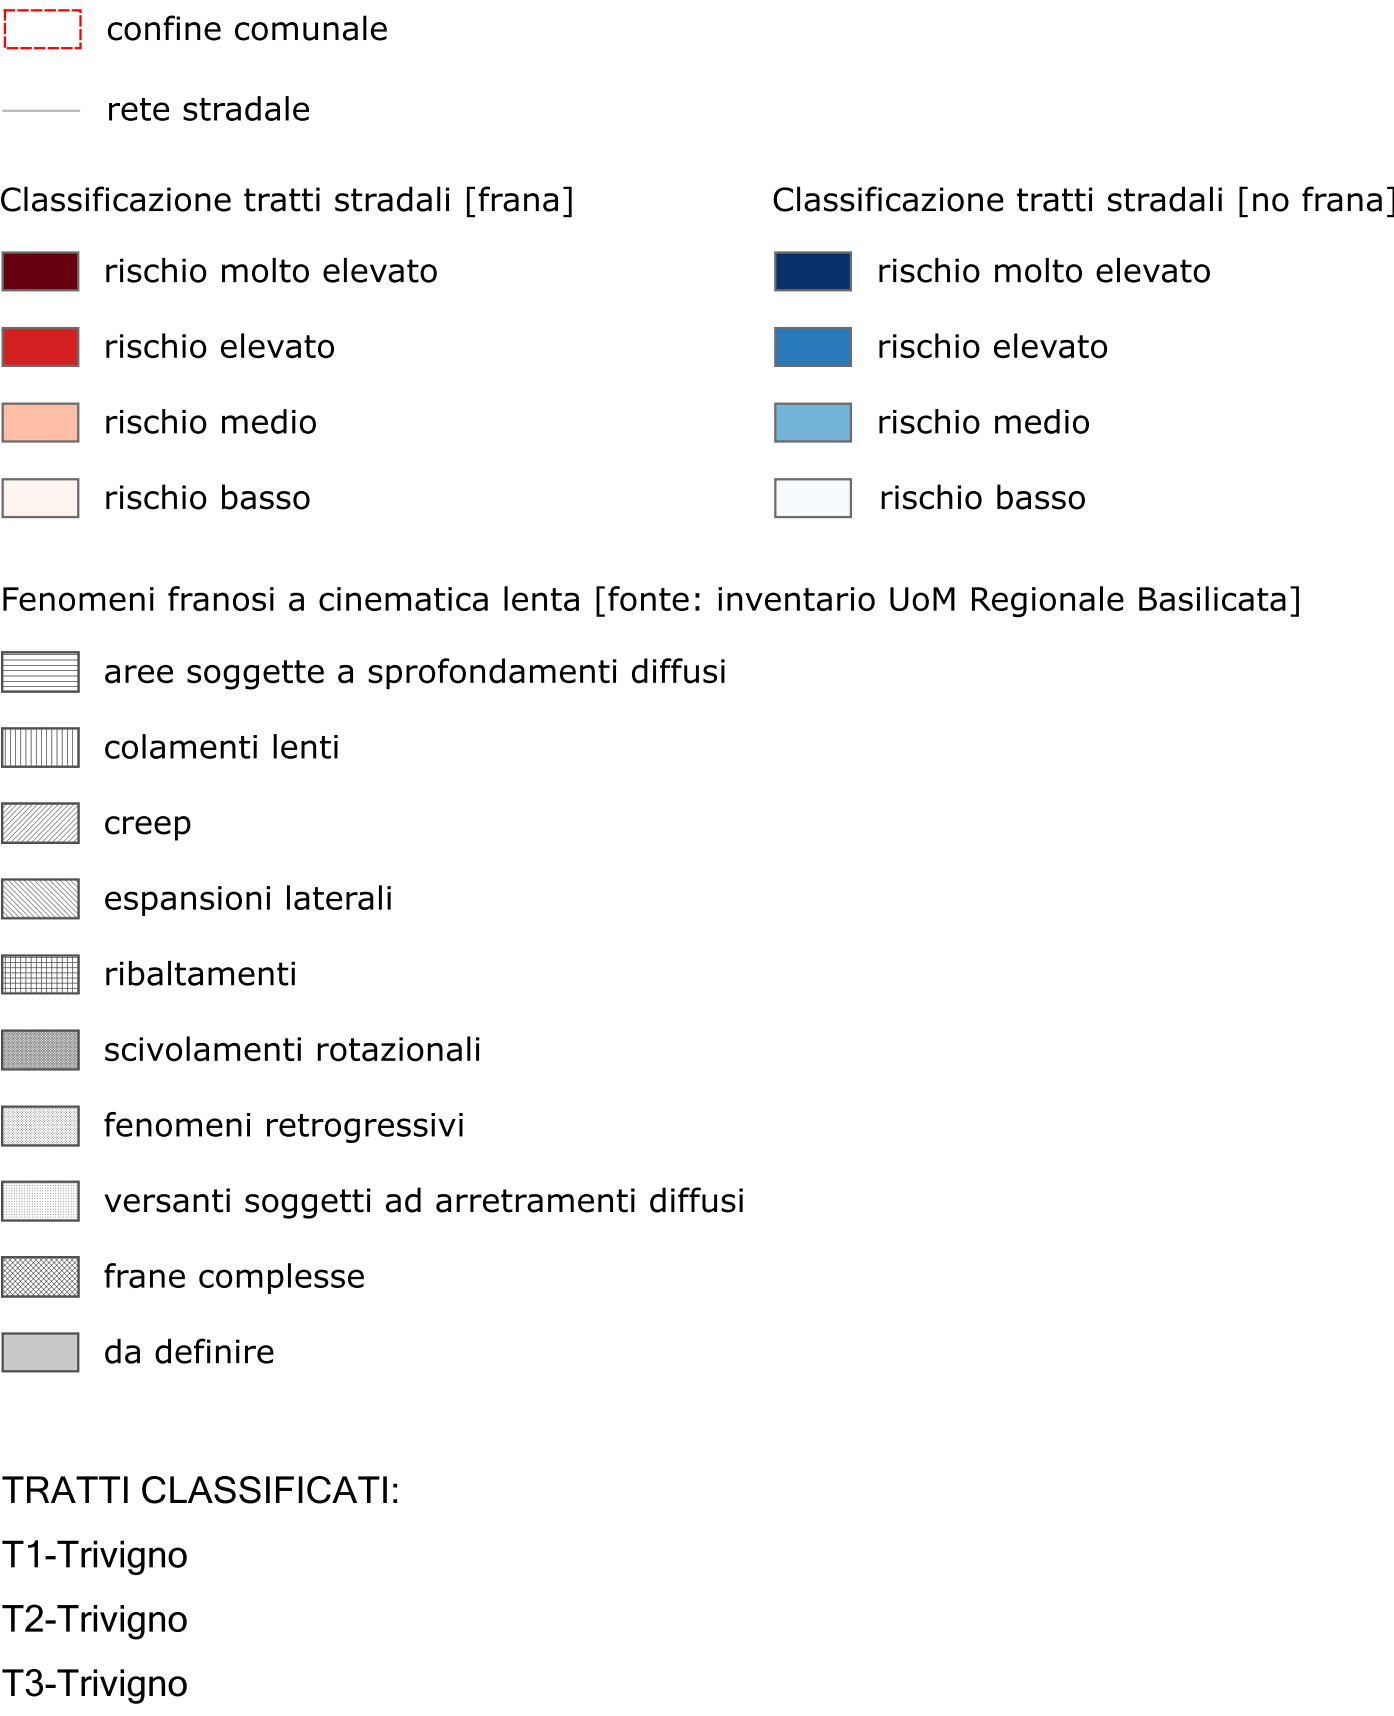 confine comunale
rete stradale
Classificazione tratti stradali [frana]
rischio molto elevato
rischio elevato
rischio medio
rischio basso
Classificazione tratti stradali [no frana]
rischio molto elevato
rischio elevato
rischio medio
rischio basso
Fenomeni franosi a cinematica lenta [fonte: inventario UoM Regionale Basilicata]
aree soggette a sprofondamenti diffusi
colamenti lenti
creep
espansioni laterali
ribaltamenti
scivolamenti rotazionali
fenomeni retrogressivi
versanti soggetti ad arretramenti diffusi
frane complesse
da definire
TRATTI CLASSIFICATI:
T1-Trivigno
T2-Trivigno
T3-Trivigno